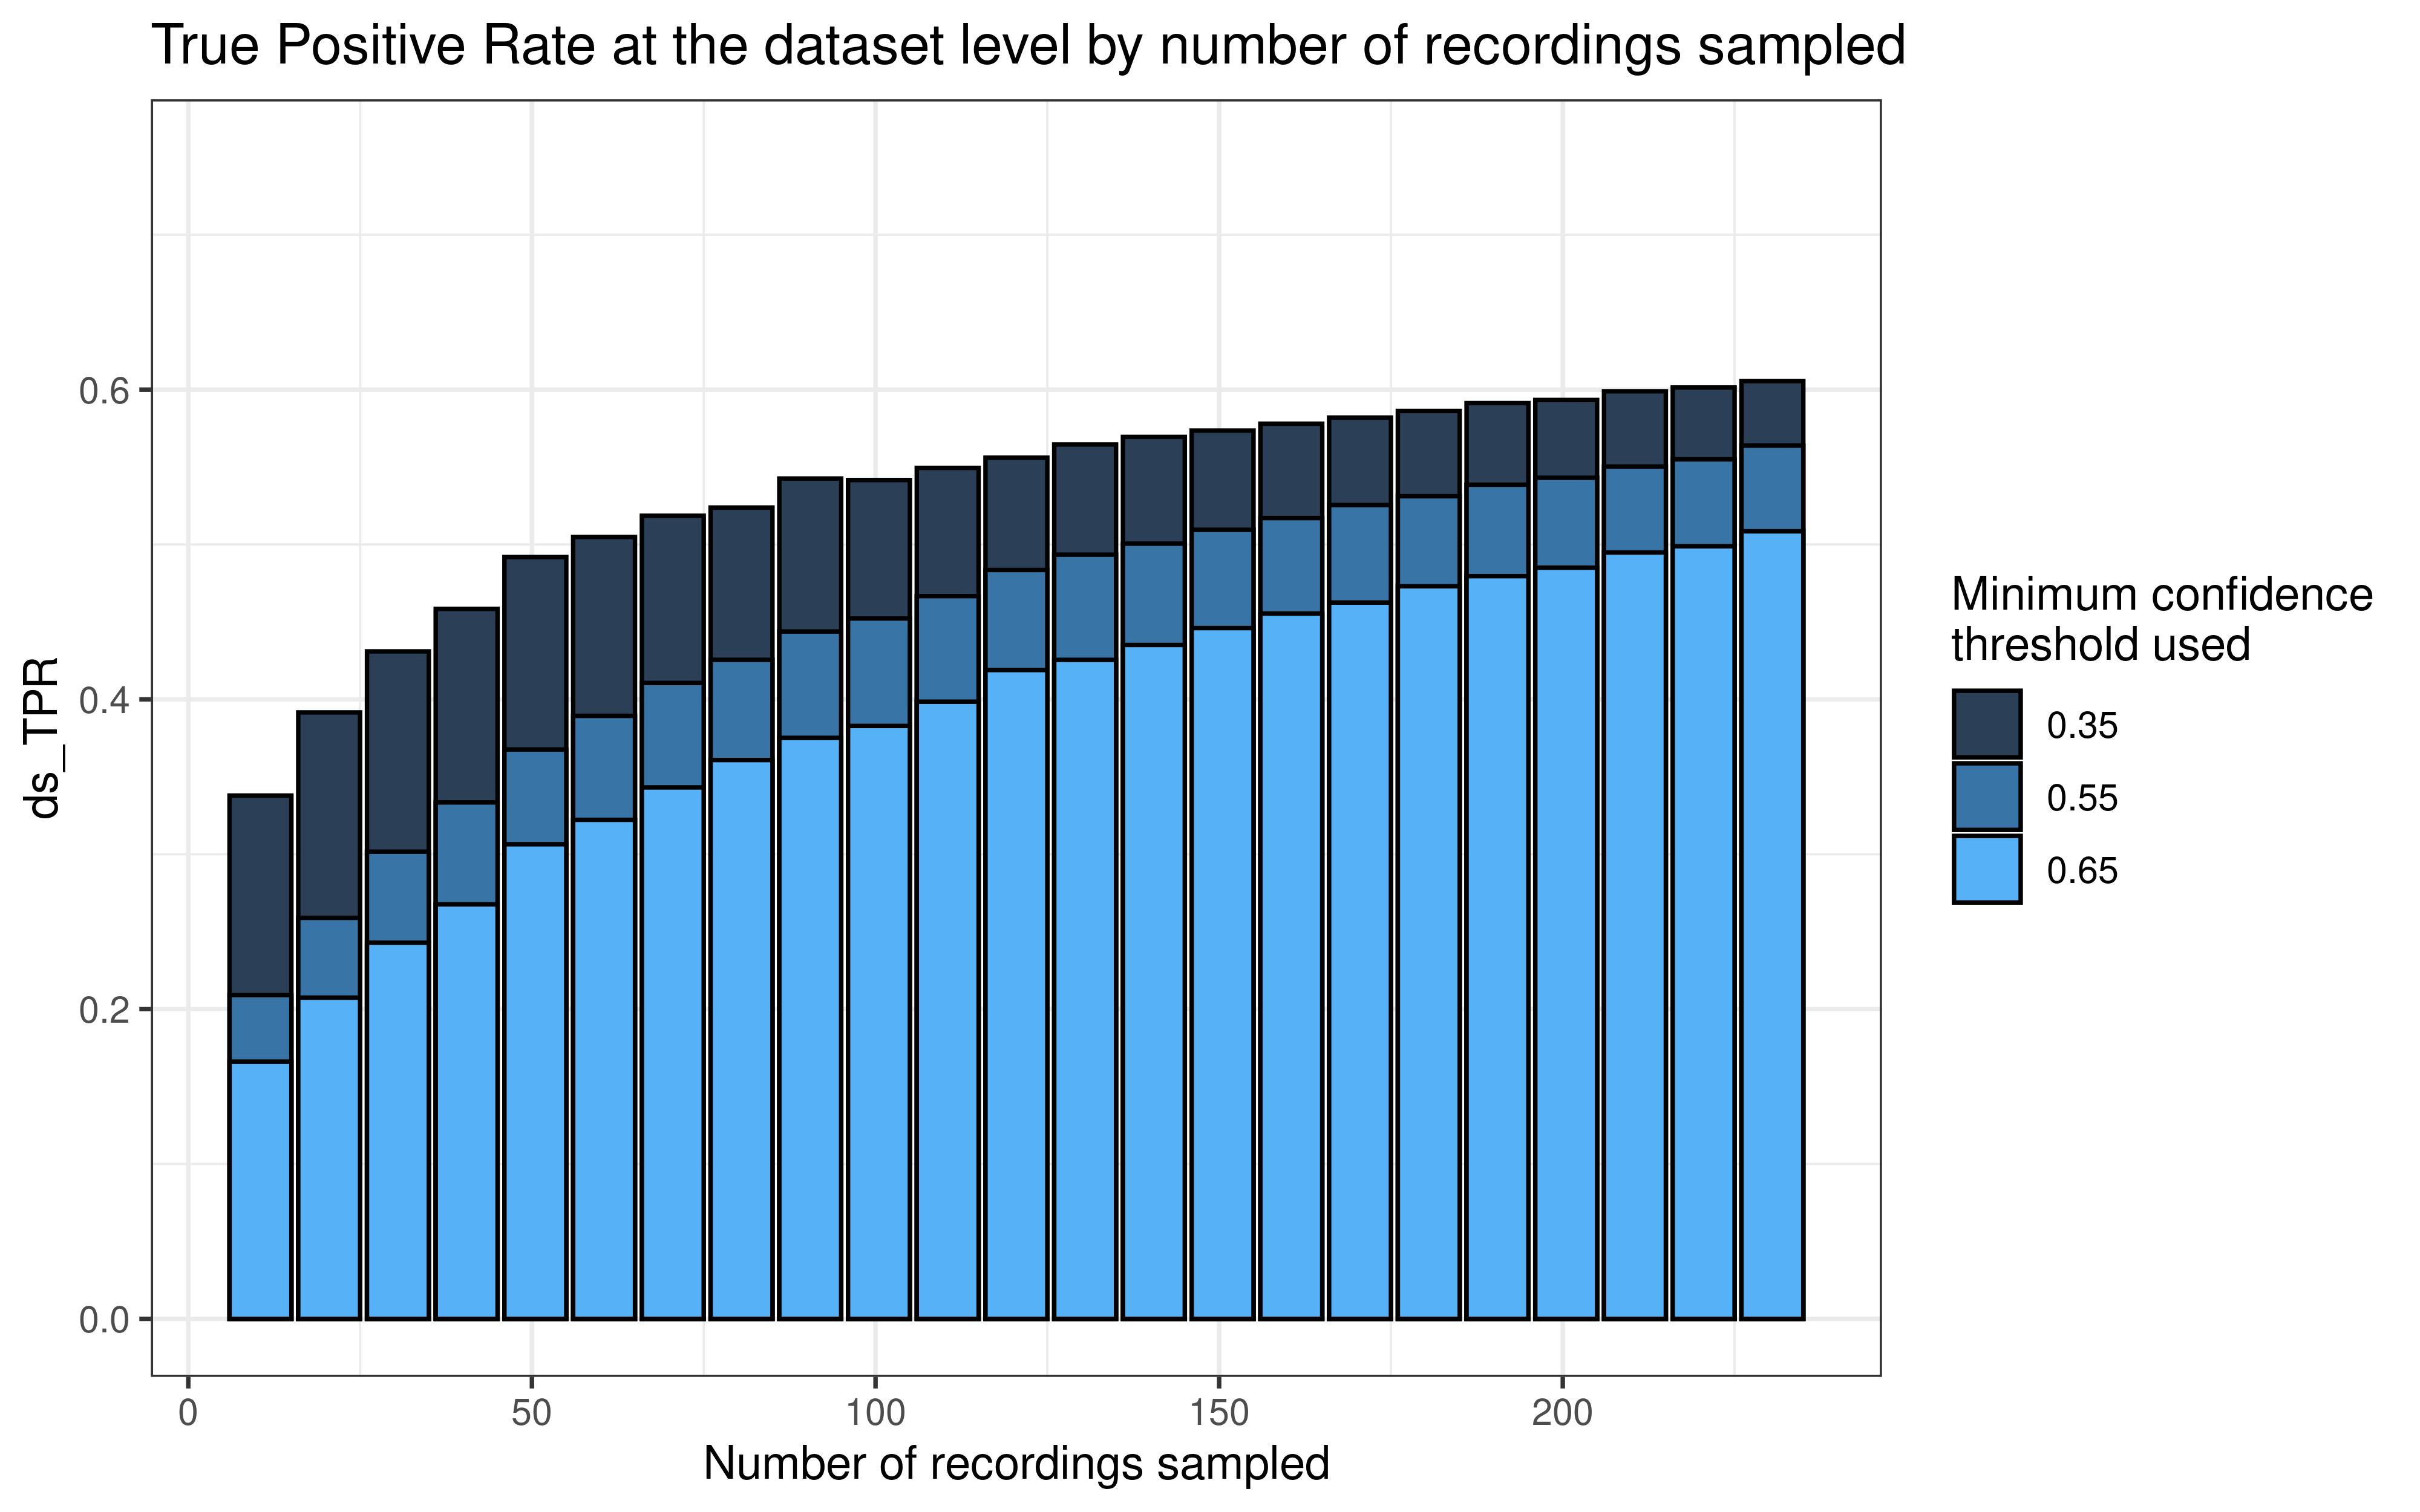 True Positive Rate at the dataset level by number of recordings sampled
ds_TPR
0.6
0.4
0.2
0.0
0 50 100 150 200
Number of recordings sampled
Minimum confidence
threshold used
0.35
0.55
0.65